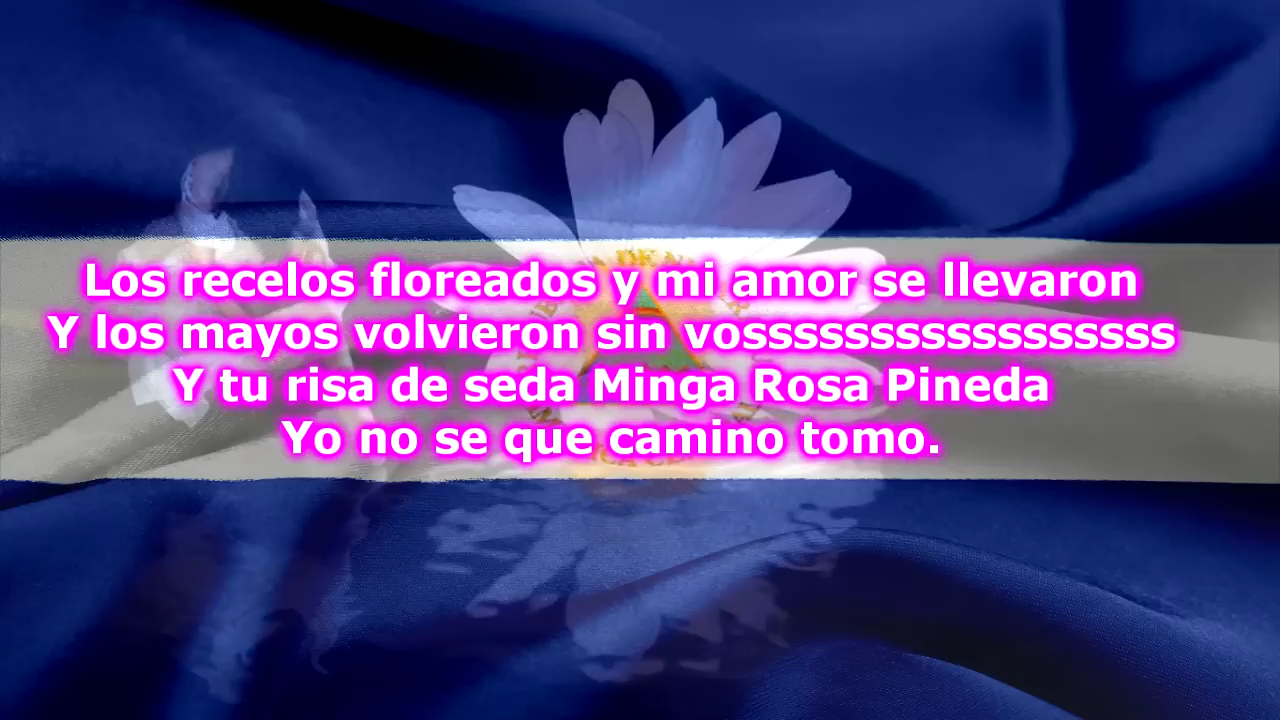 Los recelos floreados y mi amor se llevaron
Y los mayos volvieron sin vosssssssssssssssss
Y tu risa de seda Minga Rosa Pineda
Yo no se que camino tomo.